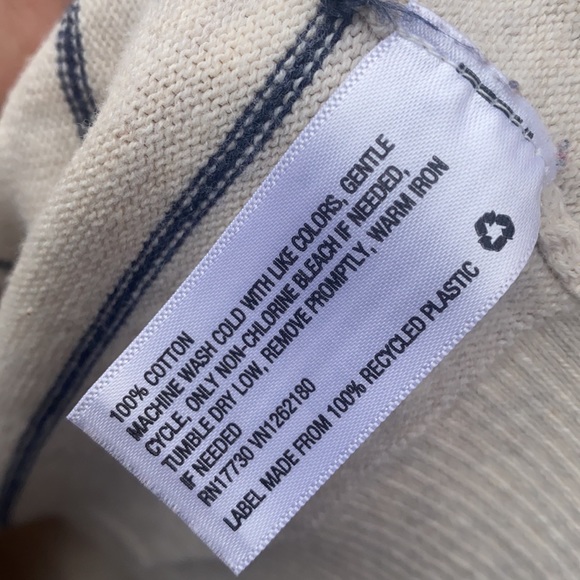 100% COTTON
MACHINE WASH COLD WITH LIKE COLORS, GENTLE
CYCLE. ONLY NON-CHLORINE BLEACH IF NEEDED,
TUMBLE DRY LOW, REMOVE PROMPTLY, WARM IRON
IF NEEDED
RN17730 VN1262180
LABEL MADE FROM 100% RECYCLED PLASTIC